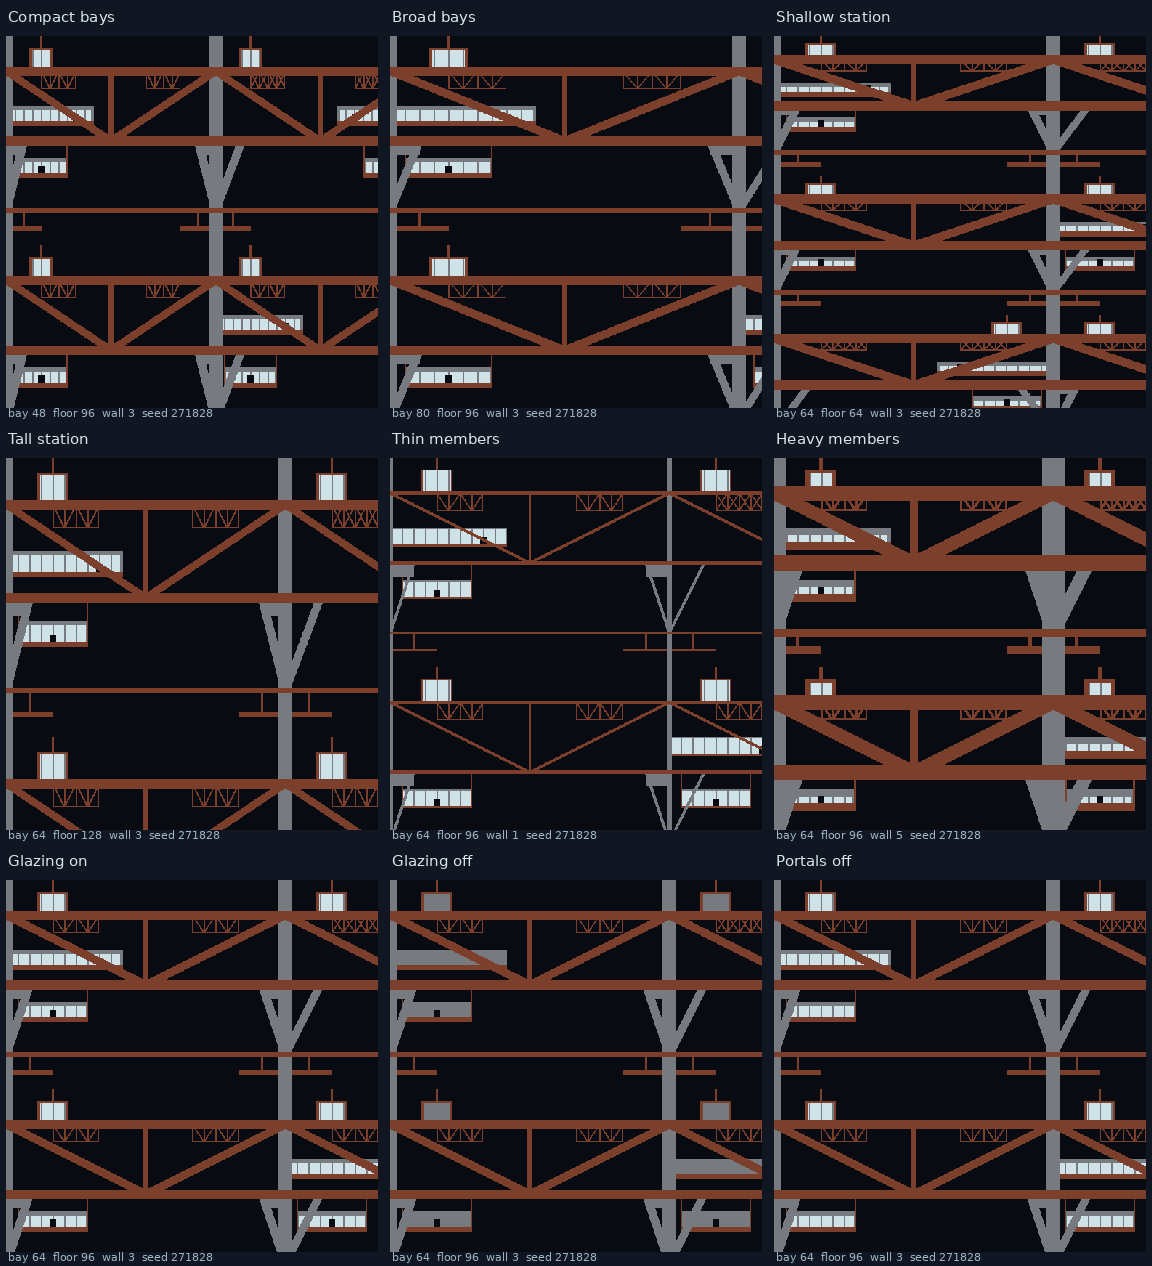 Compact bays
Broad bays
Shallow station
bay 48 floor 96 wall 3 seed 271828
bay 80 floor 96 wall 3 seed 271828
bay 64 floor 64 wall 3 seed 271828
Tall station
Thin members
Heavy members
bay 64 floor 128 wall 3 seed 271828
bay 64 floor 96 wall 1 seed 271828
bay 64 floor 96 wall 5 seed 271828
Glazing on
Glazing off
Portals off
bay 64 floor 96 wall 3 seed 271828
bay 64 floor 96 wall 3 seed 271828
bay 64 floor 96 wall 3 seed 271828